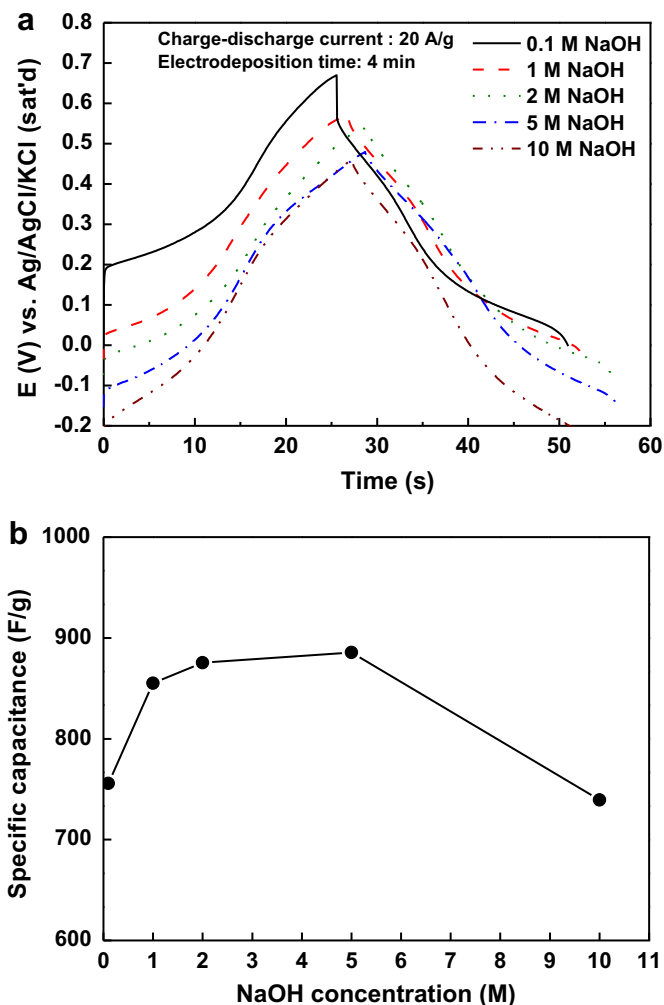 a
Charge-discharge current : 20 A/g
Electrodeposition time: 4 min
0.1 M NaOH
1 M NaOH
2 M NaOH
5 M NaOH
10 M NaOH
E (V) vs. Ag/AgCl/KCl (sat'd)
0.8
0.7
0.6
0.5
0.4
0.3
0.2
0.1
0.0
-0.1
-0.2
0 10 20 30 40 50 60
Time (s)
b
Specific capacitance (F/g)
1000
900
800
700
600
0 1 2 3 4 5 6 7 8 9 10 11
NaOH concentration (M)